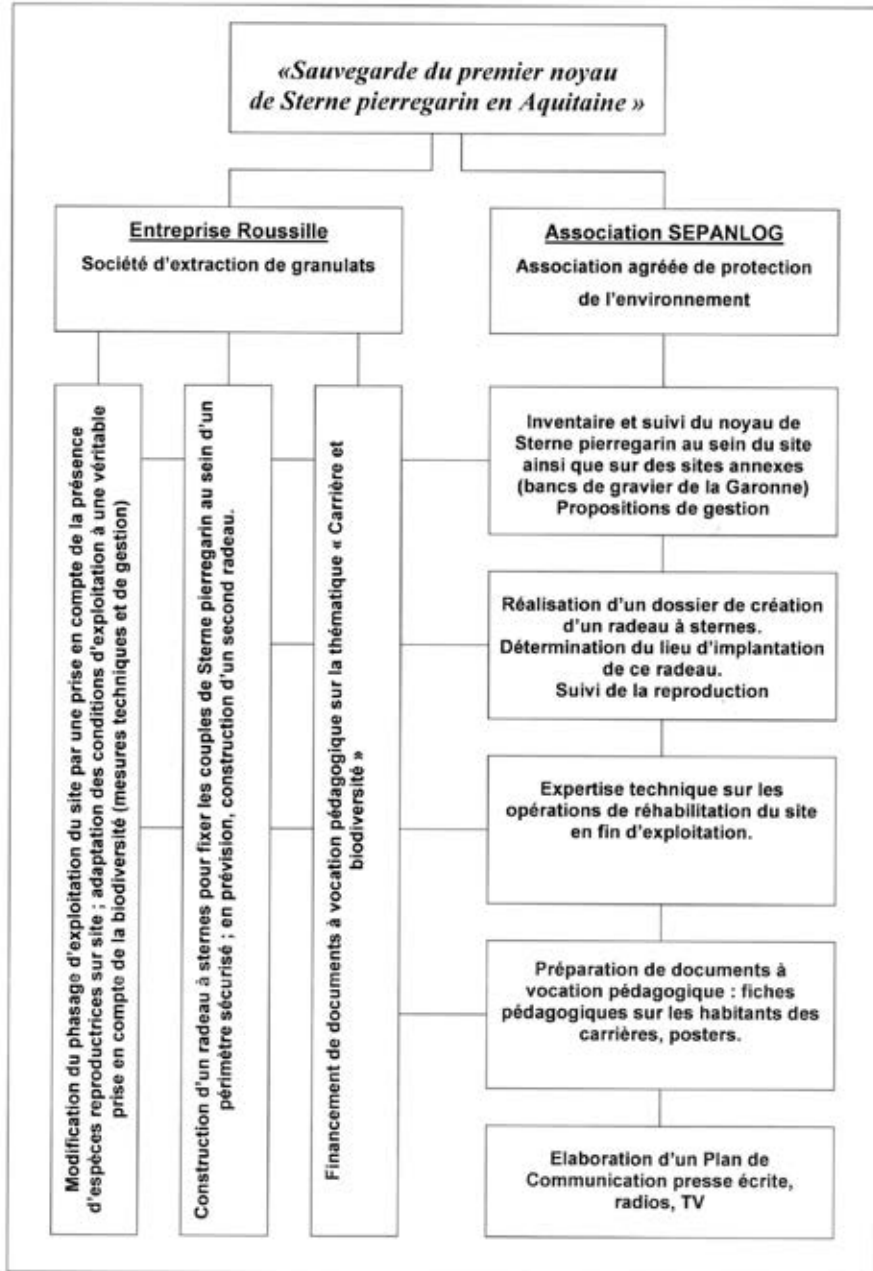 «Sauvegarde du premier noyau
de Sterne pierregarin en Aquitaine »
Entreprise Roussille
Société d'extraction de granulats
Association SEPANLOG
Association agréée de protection
de l'environnement
Modification du phasage d'exploitation du site par une prise en compte de la présence
d'espèces reproductrices sur site ; adaptation des conditions d'exploitation à une véritable
prise en compte de la biodiversité (mesures techniques et de gestion)
Construction d'un radeau à sternes pour fixer les couples de Sterne pierregarin au sein d'un
périmètre sécurisé ; en prévision, construction d'un second radeau.
Financement de documents à vocation pédagogique sur la thématique « Carrière et
biodiversité »
Inventaire et suivi du noyau de
Sterne pierregarin au sein du site
ainsi que sur des sites annexes
(bancs de gravier de la Garonne)
Propositions de gestion
Réalisation d'un dossier de création
d'un radeau à sternes.
Détermination du lieu d'implantation
de ce radeau.
Suivi de la reproduction
Expertise technique sur les
opérations de réhabilitation du site
en fin d'exploitation.
Préparation de documents à
vocation pédagogique : fiches
pédagogiques sur les habitants des
carrières, posters.
Elaboration d'un Plan de
Communication presse écrite,
radios, TV